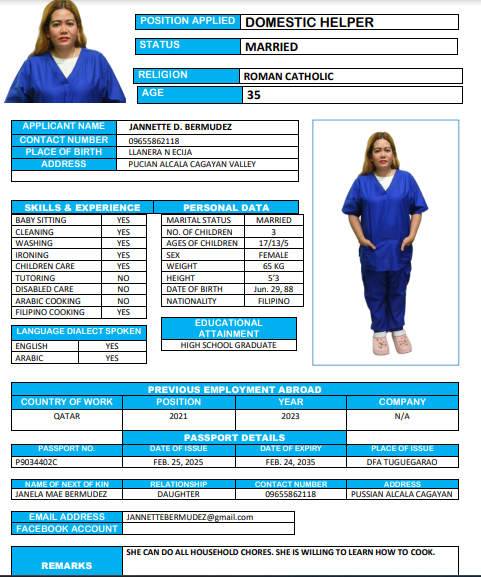 POSITION APPLIED DOMESTIC HELPER
STATUS MARRIED
RELIGION ROMAN CATHOLIC
AGE 35
APPLICANT NAME JANNETTE D. BERMUDEZ
CONTACT NUMBER 09655862118
PLACE OF BIRTH LLANERA N ECIJA
ADDRESS PUCIAN ALCALA CAGAYAN VALLEY
SKILLS & EXPERIENCE PERSONAL DATA
BABY SITTING YES MARITAL STATUS MARRIED
CLEANING YES NO. OF CHILDREN 3
WASHING YES AGES OF CHILDREN 17/13/5
IRONING YES SEX FEMALE
CHILDREN CARE YES WEIGHT 65 KG
TUTORING NO HEIGHT 5'3
DISABLED CARE NO DATE OF BIRTH Jun. 29, 88
ARABIC COOKING NO NATIONALITY FILIPINO
FILIPINO COOKING YES
LANGUAGE DIALECT SPOKEN EDUCATIONAL ATTAINMENT
ENGLISH YES HIGH SCHOOL GRADUATE
ARABIC YES
PREVIOUS EMPLOYMENT ABROAD
COUNTRY OF WORK POSITION YEAR COMPANY
QATAR 2021 2023 N/A
PASSPORT DETAILS
PASSPORT NO. DATE OF ISSUE DATE OF EXPIRY PLACE OF ISSUE
P9034402C FEB. 25, 2025 FEB. 24, 2035 DFA TUGUEGARAO
NAME OF NEXT OF KIN RELATIONSHIP CONTACT NUMBER ADDRESS
JANELA MAE BERMUDEZ DAUGHTER 09655862118 PUSSIAN ALCALA CAGAYAN
EMAIL ADDRESS JANNETTEBERMUDEZ@gmail.com
FACEBOOK ACCOUNT
REMARKS SHE CAN DO ALL HOUSEHOLD CHORES. SHE IS WILLING TO LEARN HOW TO COOK.